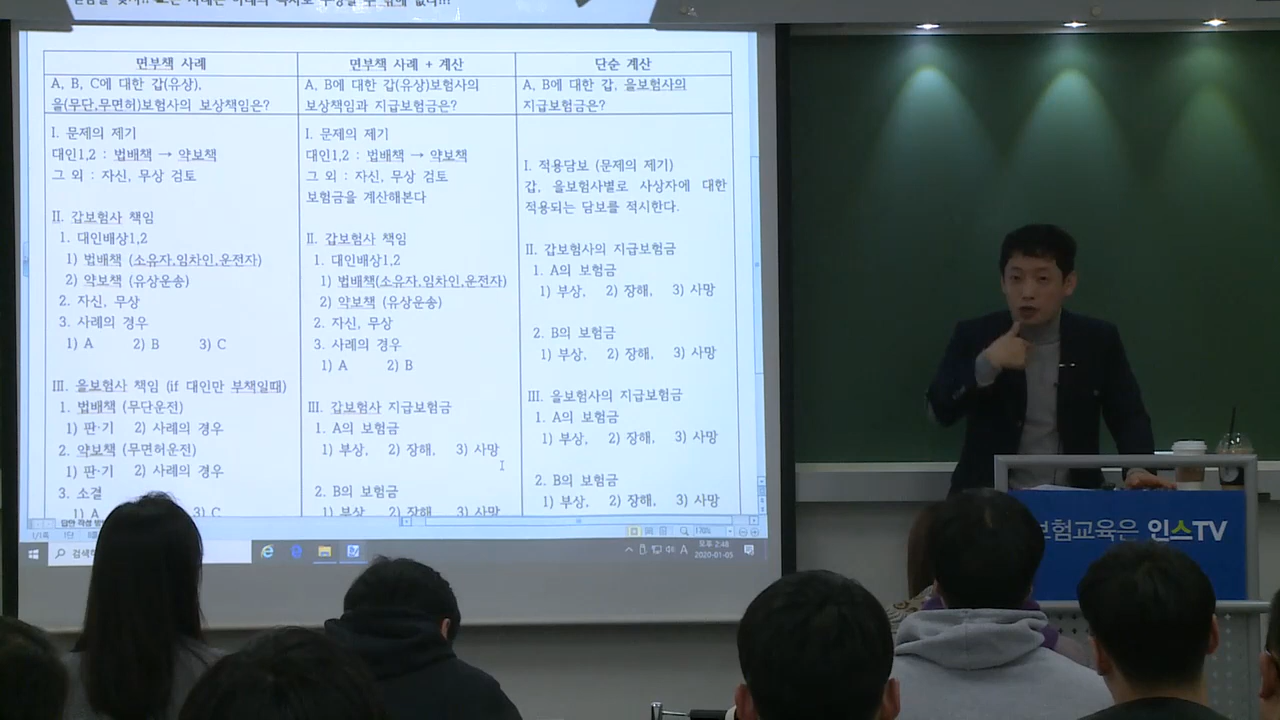 면부책 사례
A, B, C에 대한 갑(유상),
을(무단,무면허)보험사의 보상책임은?
I. 문제의 제기
대인1,2 : 법배책 → 약보책
그 외 : 자신, 무상 검토
II. 갑보험사 책임
1. 대인배상1,2
1) 법배책 (소유자,임차인,운전자)
2) 약보책 (유상운송)
2. 자신, 무상
3. 사례의 경우
1) A 2) B 3) C
III. 을보험사 책임 (if 대인만 부책일때)
1. 법배책 (무단운전)
1) 판·기 2) 사례의 경우
2. 약보책 (무면허운전)
1) 판·기 2) 사례의 경우
3. 소결
1) A 3) C
면부책 사례 + 계산
A, B에 대한 갑(유상)보험사의
보상책임과 지급보험금은?
I. 문제의 제기
대인1,2 : 법배책 → 약보책
그 외 : 자신, 무상 검토
보험금을 계산해본다
II. 갑보험사 책임
1. 대인배상1,2
1) 법배책(소유자,임차인,운전자)
2) 약보책 (유상운송)
2. 자신, 무상
3. 사례의 경우
1) A 2) B
III. 갑보험사 지급보험금
1. A의 보험금
1) 부상, 2) 장해, 3) 사망
2. B의 보험금
1) 부상 2) 장해 3) 사망
단순 계산
A, B에 대한 갑, 을보험사의
지급보험금은?
I. 적용담보 (문제의 제기)
갑, 을보험사별로 사상자에 대한
적용되는 담보를 적시한다.
II. 갑보험사의 지급보험금
1. A의 보험금
1) 부상, 2) 장해, 3) 사망
2. B의 보험금
1) 부상, 2) 장해, 3) 사망
III. 을보험사의 지급보험금
1. A의 보험금
1) 부상, 2) 장해, 3) 사망
2. B의 보험금
1) 부상, 2) 장해, 3) 사망
170%
검색하
A
오후 2:48
2020-01-05
보험교육은 인스TV